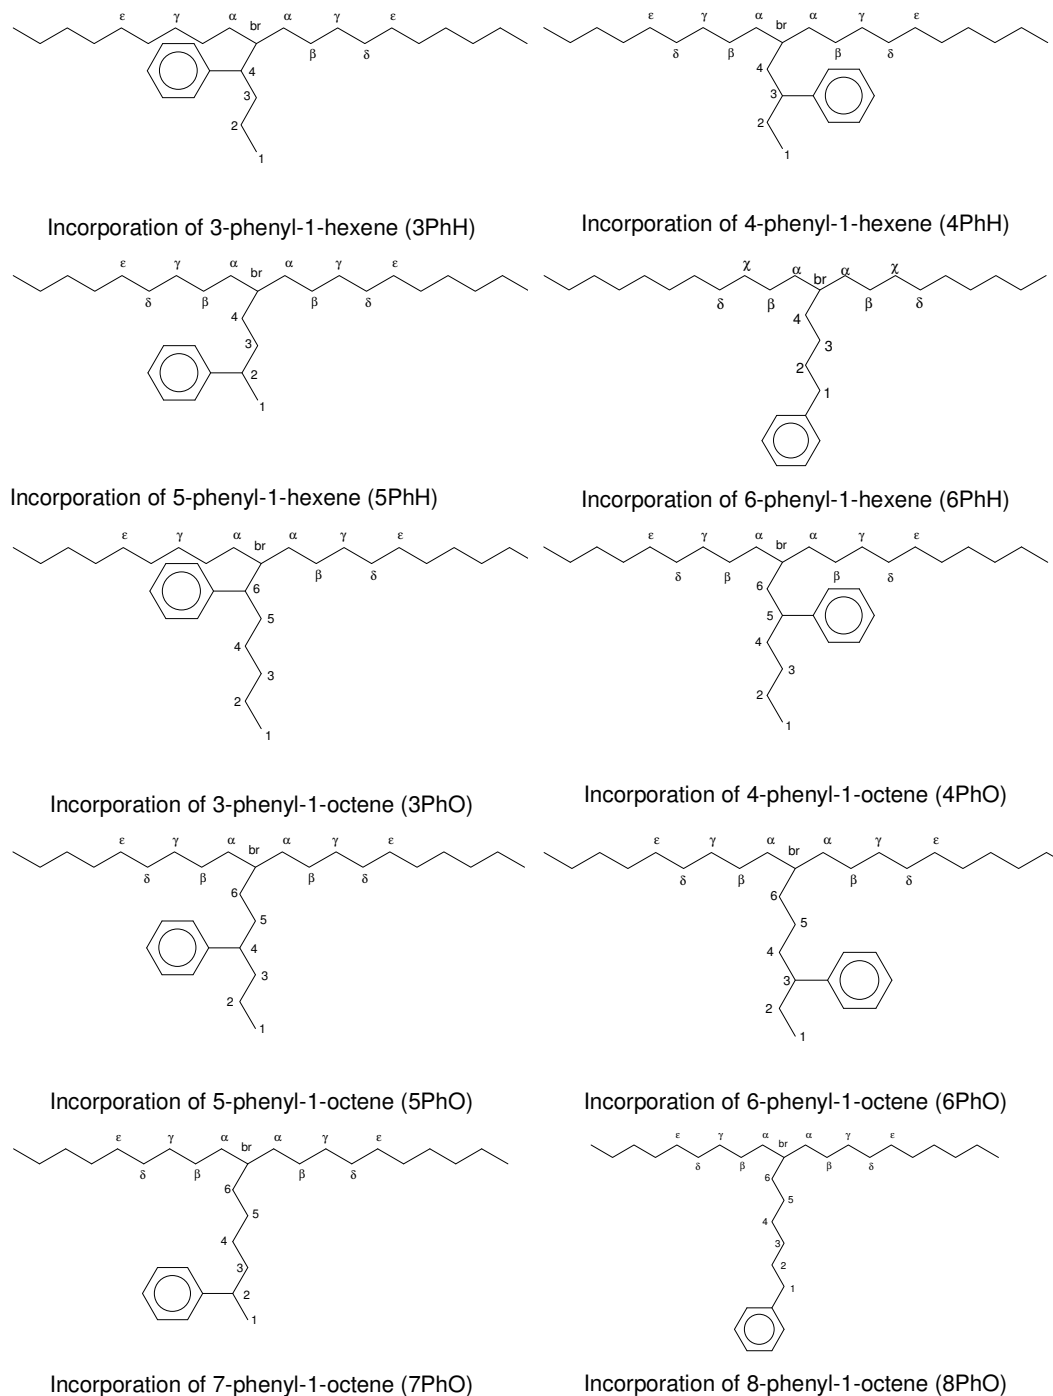 ε γ α br α γ ε
β δ
4
3
2
1
Incorporation of 3-phenyl-1-hexene (3PhH)
ε γ α br α γ ε
δ β β δ
4
3
2
1
Incorporation of 4-phenyl-1-hexene (4PhH)
ε γ α br α γ ε
δ β β δ
4
3
2
1
Incorporation of 5-phenyl-1-hexene (5PhH)
χ α br α χ
δ β β δ
4
3
2
1
Incorporation of 6-phenyl-1-hexene (6PhH)
ε γ α br α γ ε
β δ
6
5
4
3
2
1
Incorporation of 3-phenyl-1-octene (3PhO)
ε γ α br α γ ε
δ β β δ
6
5
4
3
2
1
Incorporation of 4-phenyl-1-octene (4PhO)
ε γ α br α γ ε
δ β β δ
6
5
4
3
2
1
Incorporation of 5-phenyl-1-octene (5PhO)
ε γ α br α γ ε
δ β β δ
6
5
4
3
2
1
Incorporation of 6-phenyl-1-octene (6PhO)
ε γ α br α γ ε
δ β β δ
6
5
4
3
2
1
Incorporation of 7-phenyl-1-octene (7PhO)
ε γ α br α γ ε
δ β β δ
6
5
4
3
2
1
Incorporation of 8-phenyl-1-octene (8PhO)